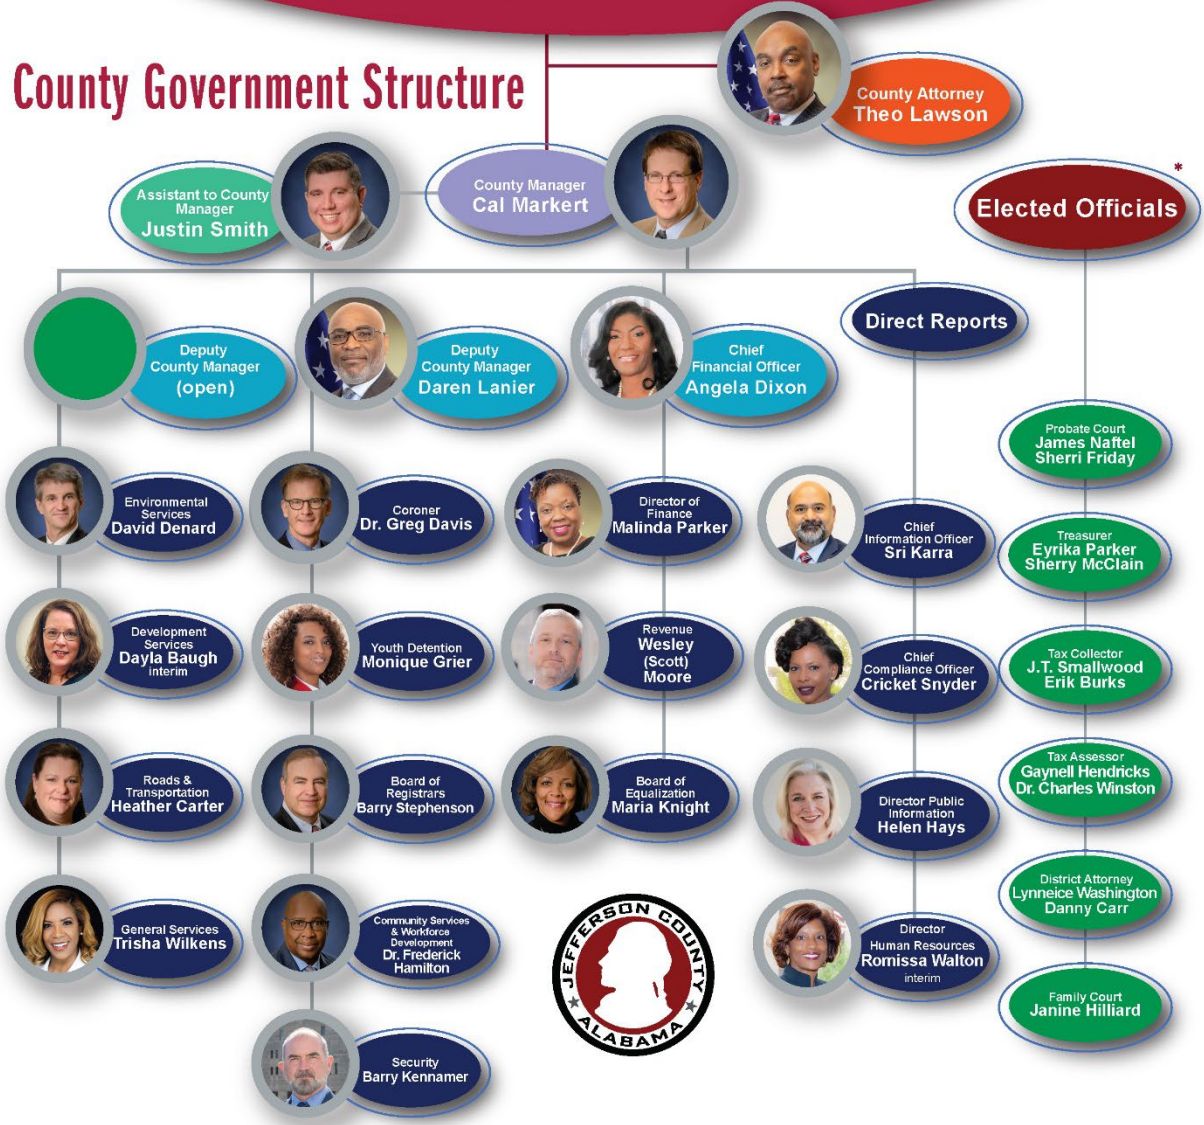 County Government Structure
County Attorney
Theo Lawson
Assistant to County
Manager
Justin Smith
County Manager
Cal Markert
*
Elected Officials
Deputy
County Manager
(open)
Deputy
County Manager
Daren Lanier
Chief
Financial Officer
Angela Dixon
Direct Reports
Environmental
Services
David Denard
Development
Services
Dayla Baugh
interim
Roads &
Transportation
Heather Carter
General Services
Trisha Wilkens
Coroner
Dr. Greg Davis
Youth Detention
Monique Grier
Board of
Registrars
Barry Stephenson
Community Services
& Workforce
Development
Dr. Frederick
Hamilton
Security
Barry Kennamer
Director of
Finance
Malinda Parker
Revenue
Wesley
(Scott)
Moore
Board of
Equalization
Maria Knight
Chief
Information Officer
Sri Karra
Chief
Compliance Officer
Cricket Snyder
Director Public
Information
Helen Hays
Director
Human Resources
Romissa Walton
interim
Probate Court
James Naftel
Sherri Friday
Treasurer
Eyrika Parker
Sherry McClain
Tax Collector
J.T. Smallwood
Erik Burks
Tax Assessor
Gaynell Hendricks
Dr. Charles Winston
District Attorney
Lynneice Washington
Danny Carr
Family Court
Janine Hilliard
JEFFERSON COUNTY
ALABAMA